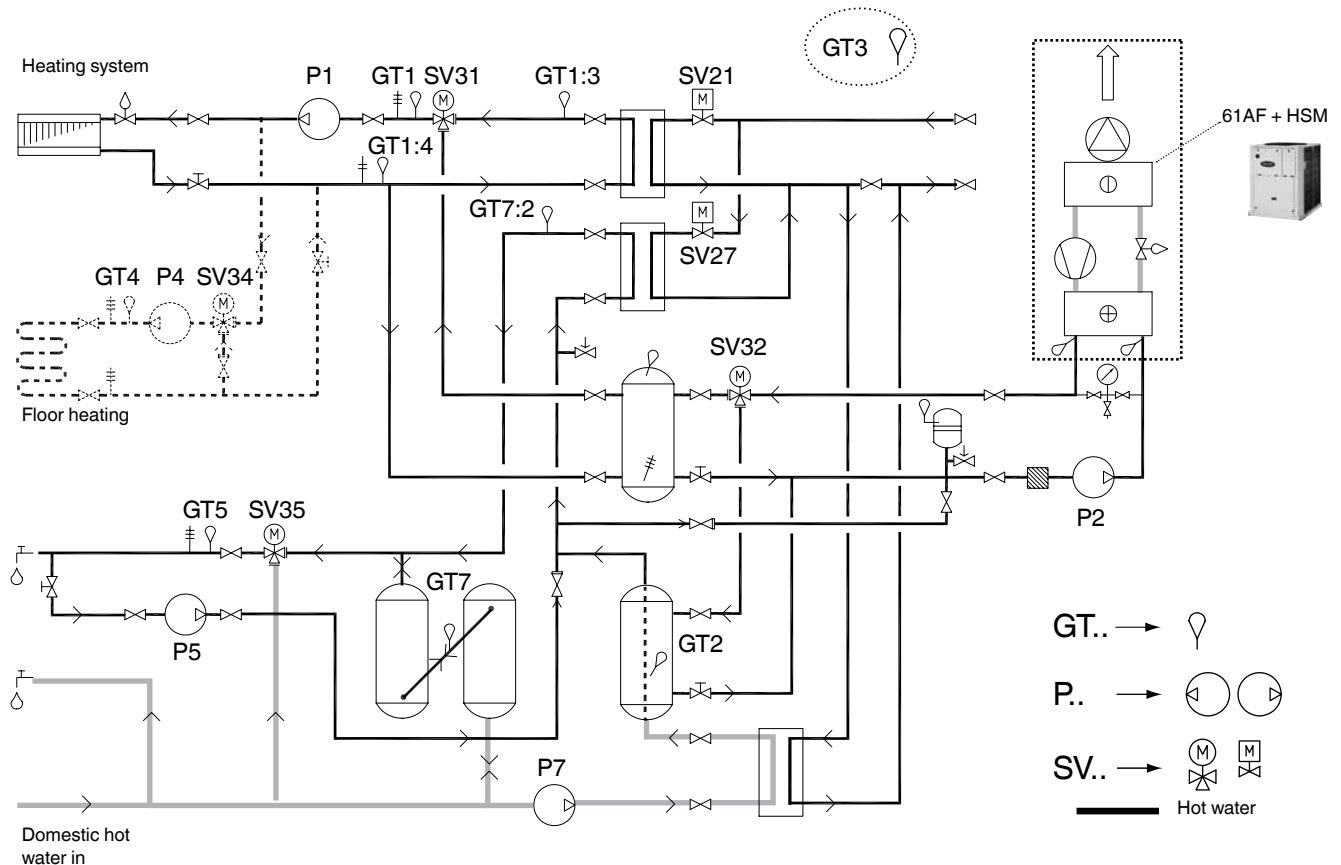 GT3
Heating system
P1
GT1
SV31
GT1:3
SV21
M
M
61AF + HSM
GT1:4
GT7:2
M
SV27
GT4
P4
SV34
M
SV32
M
Floor heating
GT5
SV35
M
P2
GT7
P5
GT2
GT..
P..
P7
SV..
M
M
Hot water
Domestic hot
water in